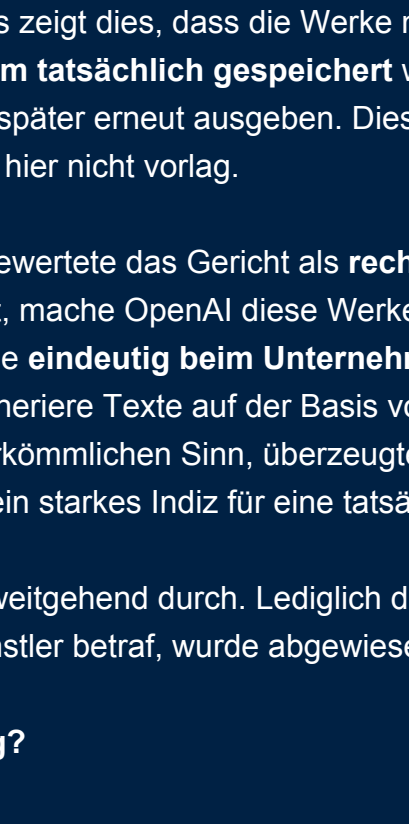 s zeigt dies, dass die Werke
m tatsächlich gespeichert
später erneut ausgeben. Dies
hier nicht vorlag.
ewertete das Gericht als rech
, mache OpenAI diese Werke
e eindeutig beim Unterneh
neriere Texte auf der Basis vo
kömmlichen Sinn, überzeugt
ein starkes Indiz für eine tatsä
weitgehend durch. Lediglich d
stler betraf, wurde abgewiese
g?